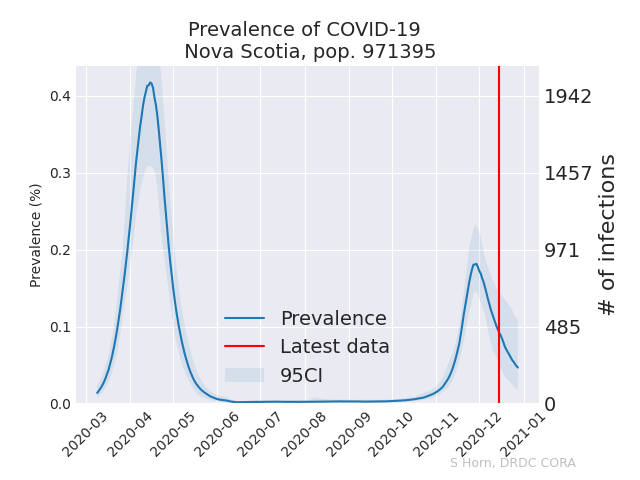 Prevalence of COVID-19
Nova Scotia, pop. 971395
Prevalence (%)
0.4
0.3
0.2
0.1
0.0
1942
1457
971
485
0
# of infections
Prevalence
Latest data
95CI
2020-03
2020-04
2020-05
2020-06
2020-07
2020-08
2020-09
2020-10
2020-11
2020-12
2021-01
S Horn, DRDC CORA